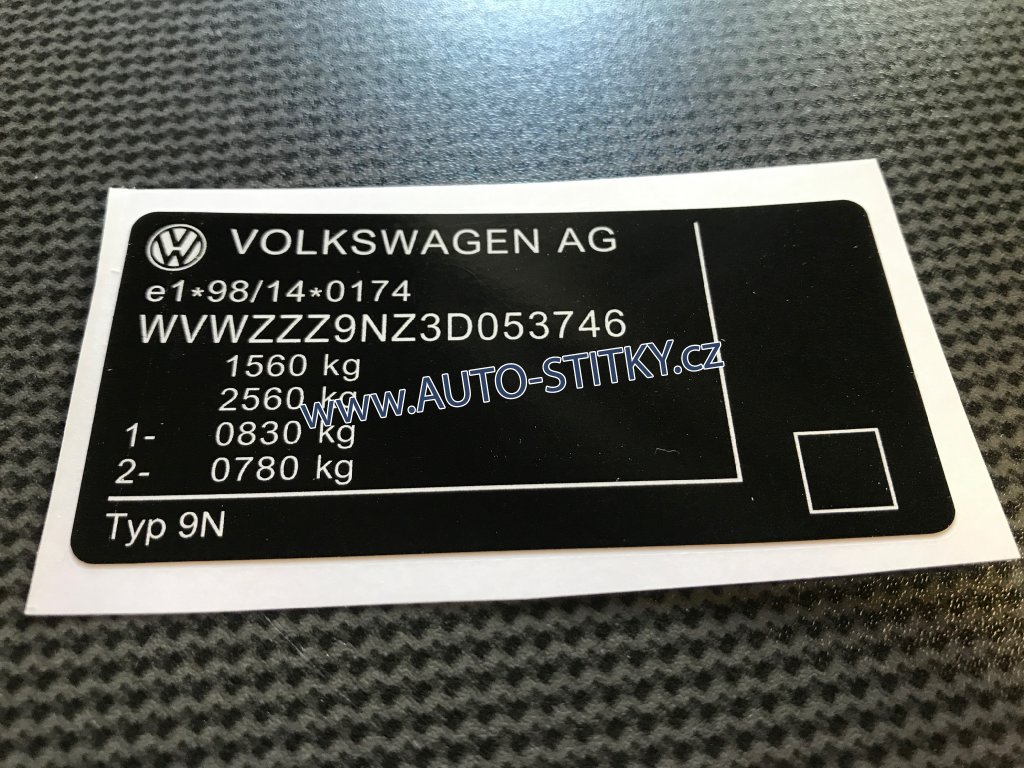 VOLKSWAGEN AG
e1*98/14*0174
WVWZZZ9NZ3D053746
1560 kg
2560 kg
www.AUTO-STITKY.cz
1- 0830 kg
2- 0780 kg
Typ 9N